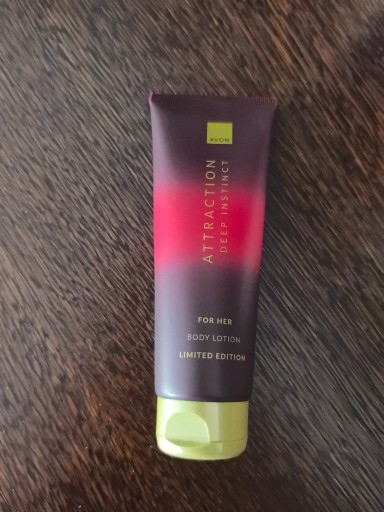 AVON
ATTRACTION
DEEP INSTINCT
FOR HER
BODY LOTION
LIMITED EDITION